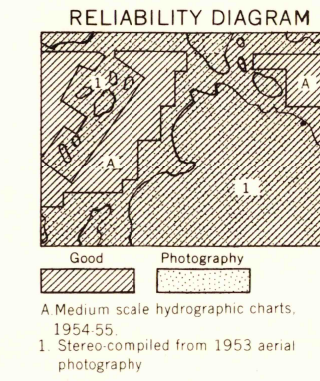 RELIABILITY DIAGRAM
1
A
A
1
Good Photography
A. Medium scale hydrographic charts,
1954-55.
1. Stereo-compiled from 1953 aerial
photography